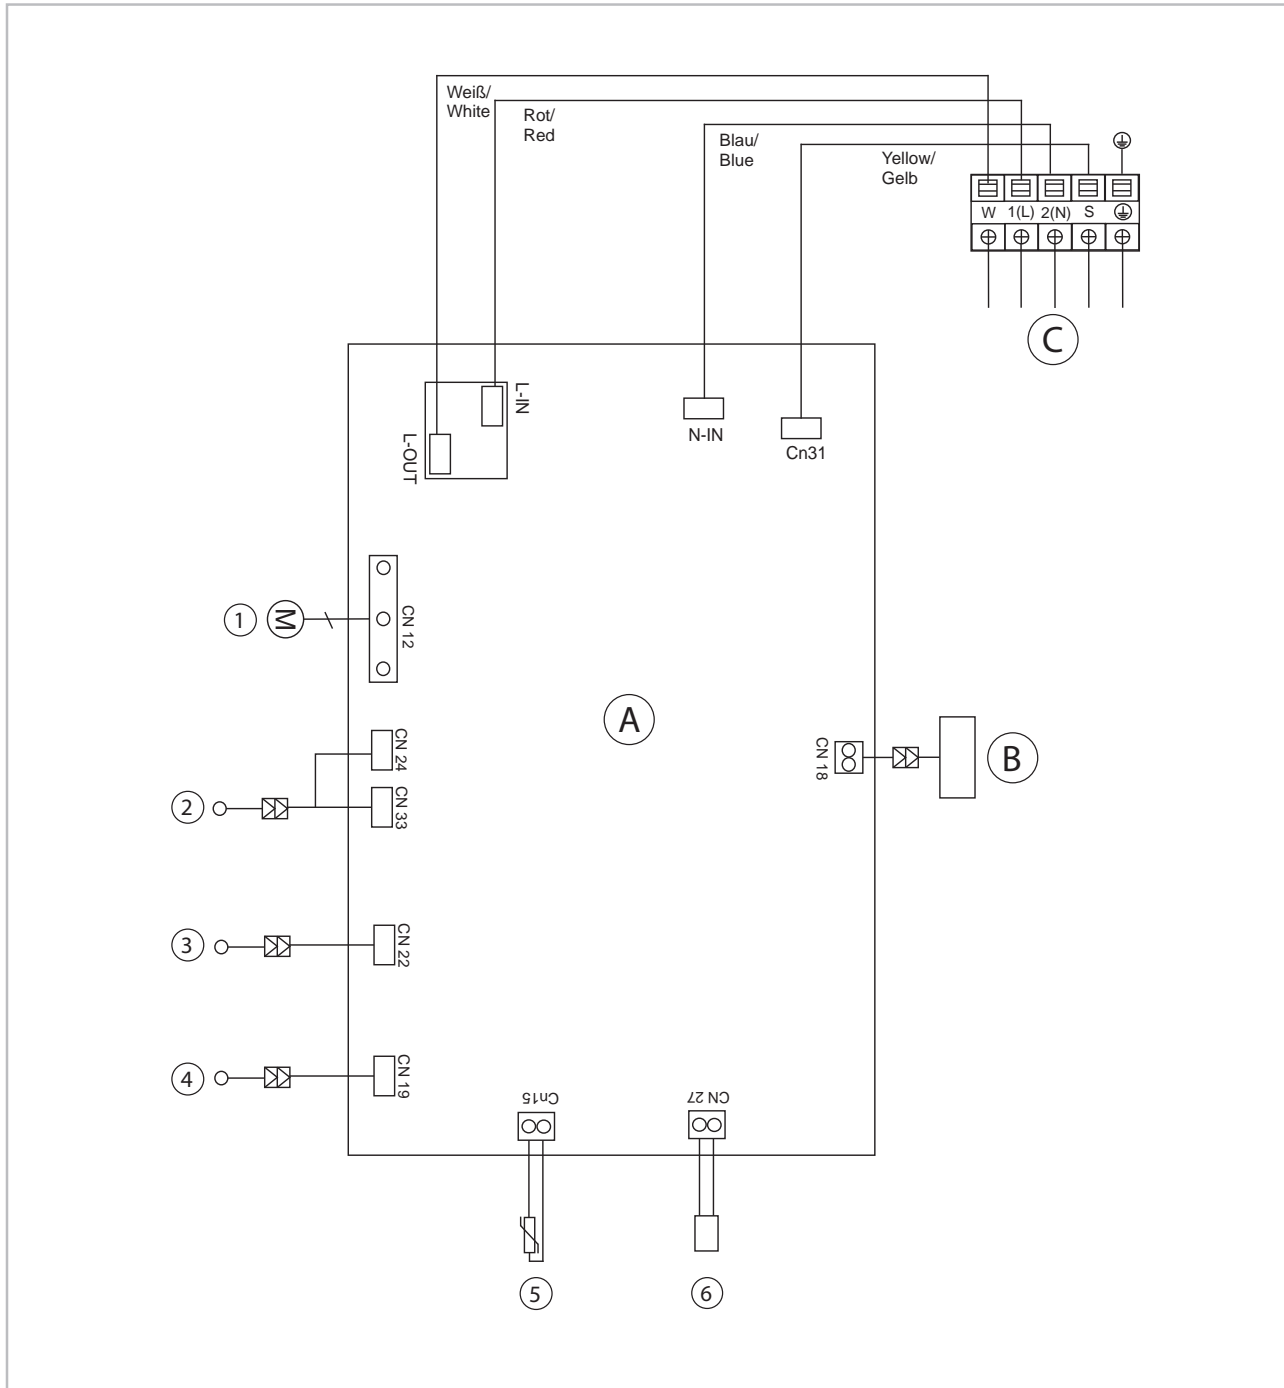 Weiß/
White
Rot/
Red
Blau/
Blue
Yellow/
Gelb
W 1(L) 2(N) S
C
L-IN
L-OUT
N-IN
Cn31
1 M
CN 12
A
CN 24
CN 33
2
CN 18
B
3
CN 22
4
CN 19
Cn15
CN 27
5
6